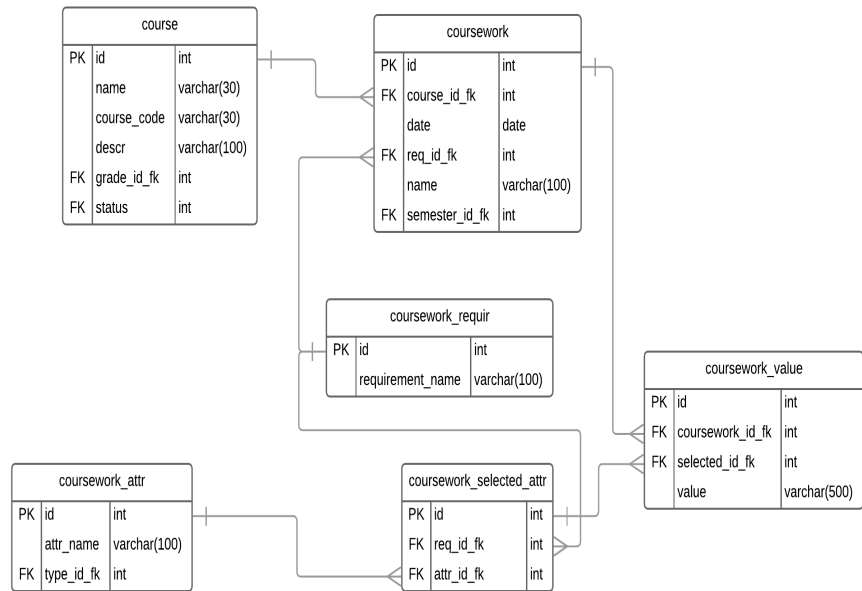 course
PK id int
name varchar(30)
course_code varchar(30)
descr varchar(100)
FK grade_id_fk int
FK status int
coursework
PK id int
FK course_id_fk int
date date
FK req_id_fk int
name varchar(100)
FK semester_id_fk int
coursework_requir
PK id int
requirement_name varchar(100)
coursework_value
PK id int
FK coursework_id_fk int
FK selected_id_fk int
value varchar(500)
coursework_attr
PK id int
attr_name varchar(100)
FK type_id_fk int
coursework_selected_attr
PK id int
FK req_id_fk int
FK attr_id_fk int